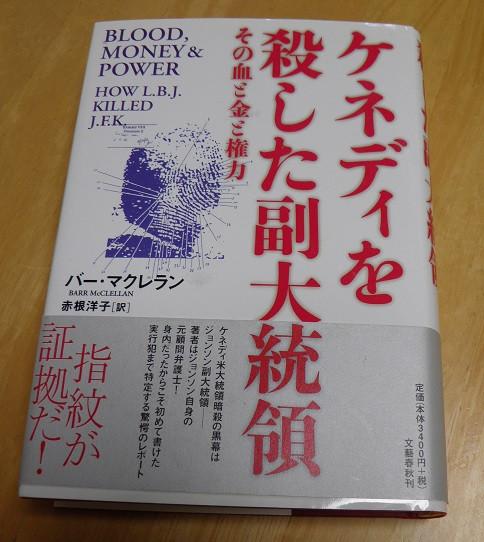 BLOOD,
MONEY &
POWER
HOW L.B.J.
KILLED
J.F.K.
ケネディを
殺した副大統領
その血と金と権力
バー・マクレラン
BARR McCLELLAN
赤根洋子[訳]
指紋が
証拠だ!
ケネディ米大統領暗殺の黒幕は
ジョンソン副大統領——
著者はジョンソン自身の
元顧問弁護士!
身内だったからこそ初めて書けた
実行犯まで特定する驚愕のレポート
定価(本体3400円+税)
文藝春秋刊